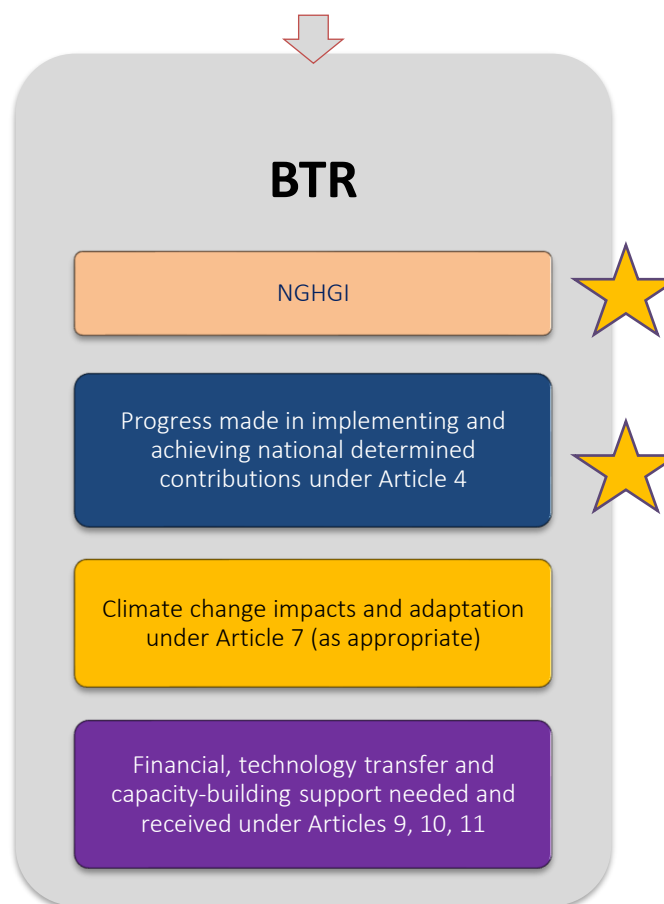 BTR
NGHGI
Progress made in implementing and
achieving national determined
contributions under Article 4
Climate change impacts and adaptation
under Article 7 (as appropriate)
Financial, technology transfer and
capacity-building support needed and
received under Articles 9, 10, 11